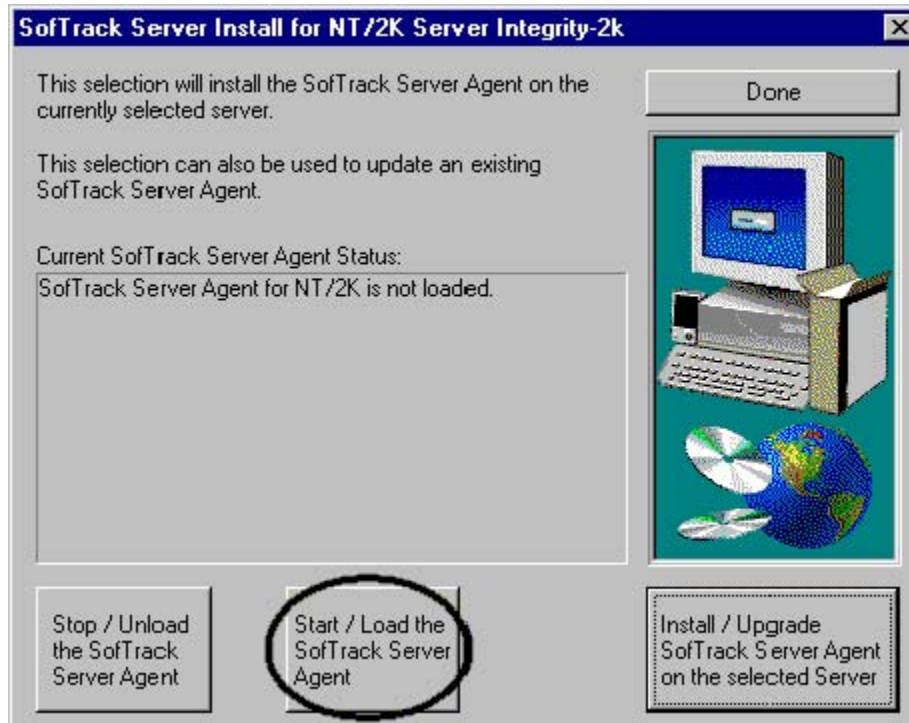 SofTrack Server Install for NT/2K Server Integrity-2k
This selection will install the SofTrack Server Agent on the
currently selected server.
Done
This selection can also be used to update an existing
SofTrack Server Agent.
Current SofTrack Server Agent Status:
SofTrack Server Agent for NT/2K is not loaded.
Stop / Unload
the SofTrack
Server Agent
Start / Load the
SofTrack Server
Agent
Install / Upgrade
SofTrack Server Agent
on the selected Server